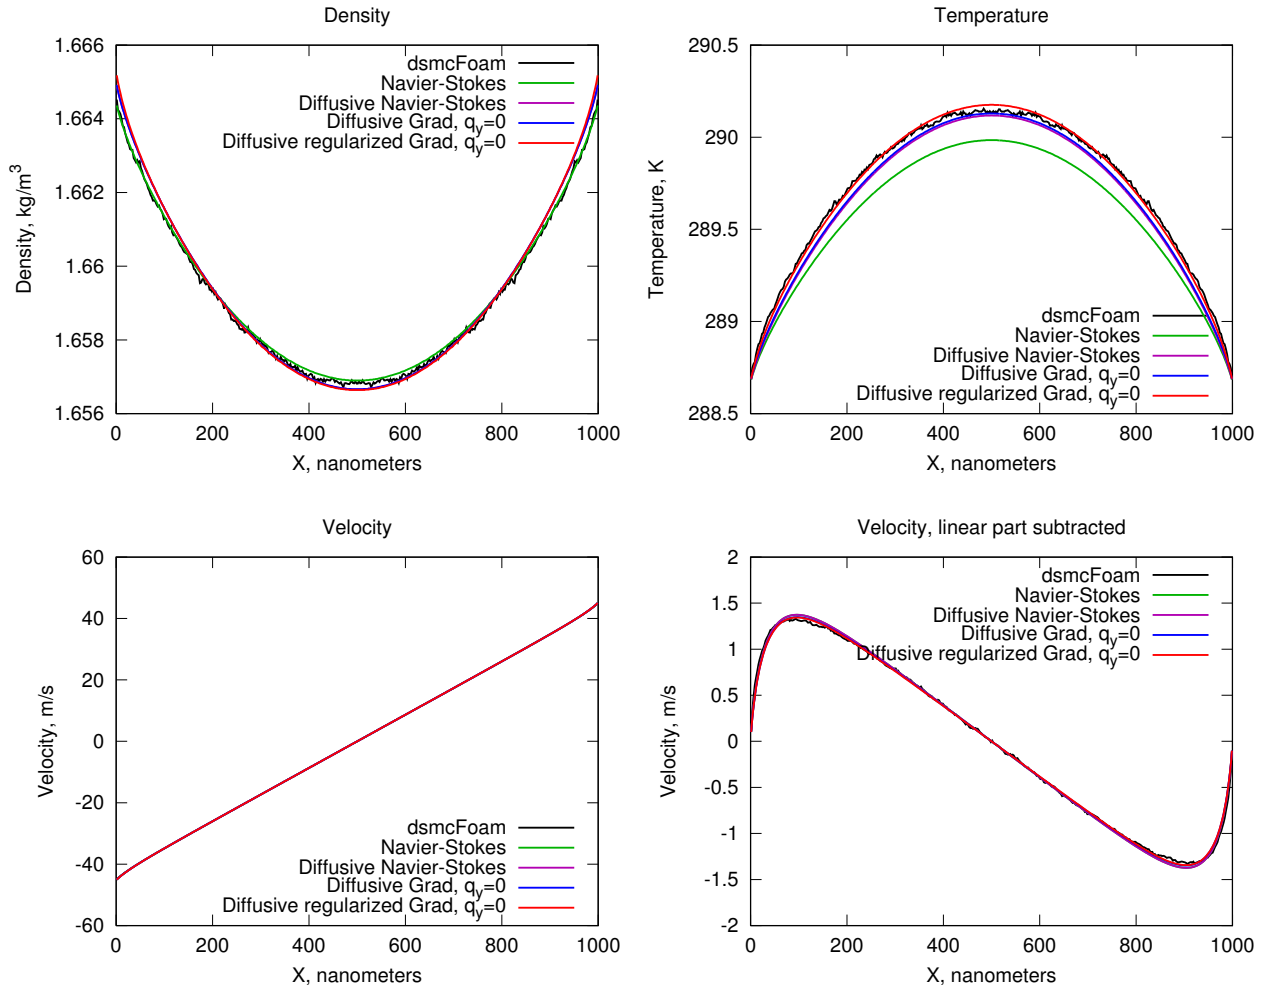 Density
1.666
1.664
1.662
1.66
1.658
1.656
Density, kg/m³
dsmcFoam
Navier-Stokes
Diffusive Navier-Stokes
Diffusive Grad, qy=0
Diffusive regularized Grad, qy=0
0 200 400 600 800 1000
X, nanometers
Temperature
290.5
290
289.5
289
288.5
Temperature, K
dsmcFoam
Navier-Stokes
Diffusive Navier-Stokes
Diffusive Grad, qy=0
Diffusive regularized Grad, qy=0
0 200 400 600 800 1000
X, nanometers
Velocity
60
40
20
0
-20
-40
-60
Velocity, m/s
dsmcFoam
Navier-Stokes
Diffusive Navier-Stokes
Diffusive Grad, qy=0
Diffusive regularized Grad, qy=0
0 200 400 600 800 1000
X, nanometers
Velocity, linear part subtracted
2
1.5
1
0.5
0
-0.5
-1
-1.5
-2
Velocity, m/s
dsmcFoam
Navier-Stokes
Diffusive Navier-Stokes
Diffusive Grad, qy=0
Diffusive regularized Grad, qy=0
0 200 400 600 800 1000
X, nanometers